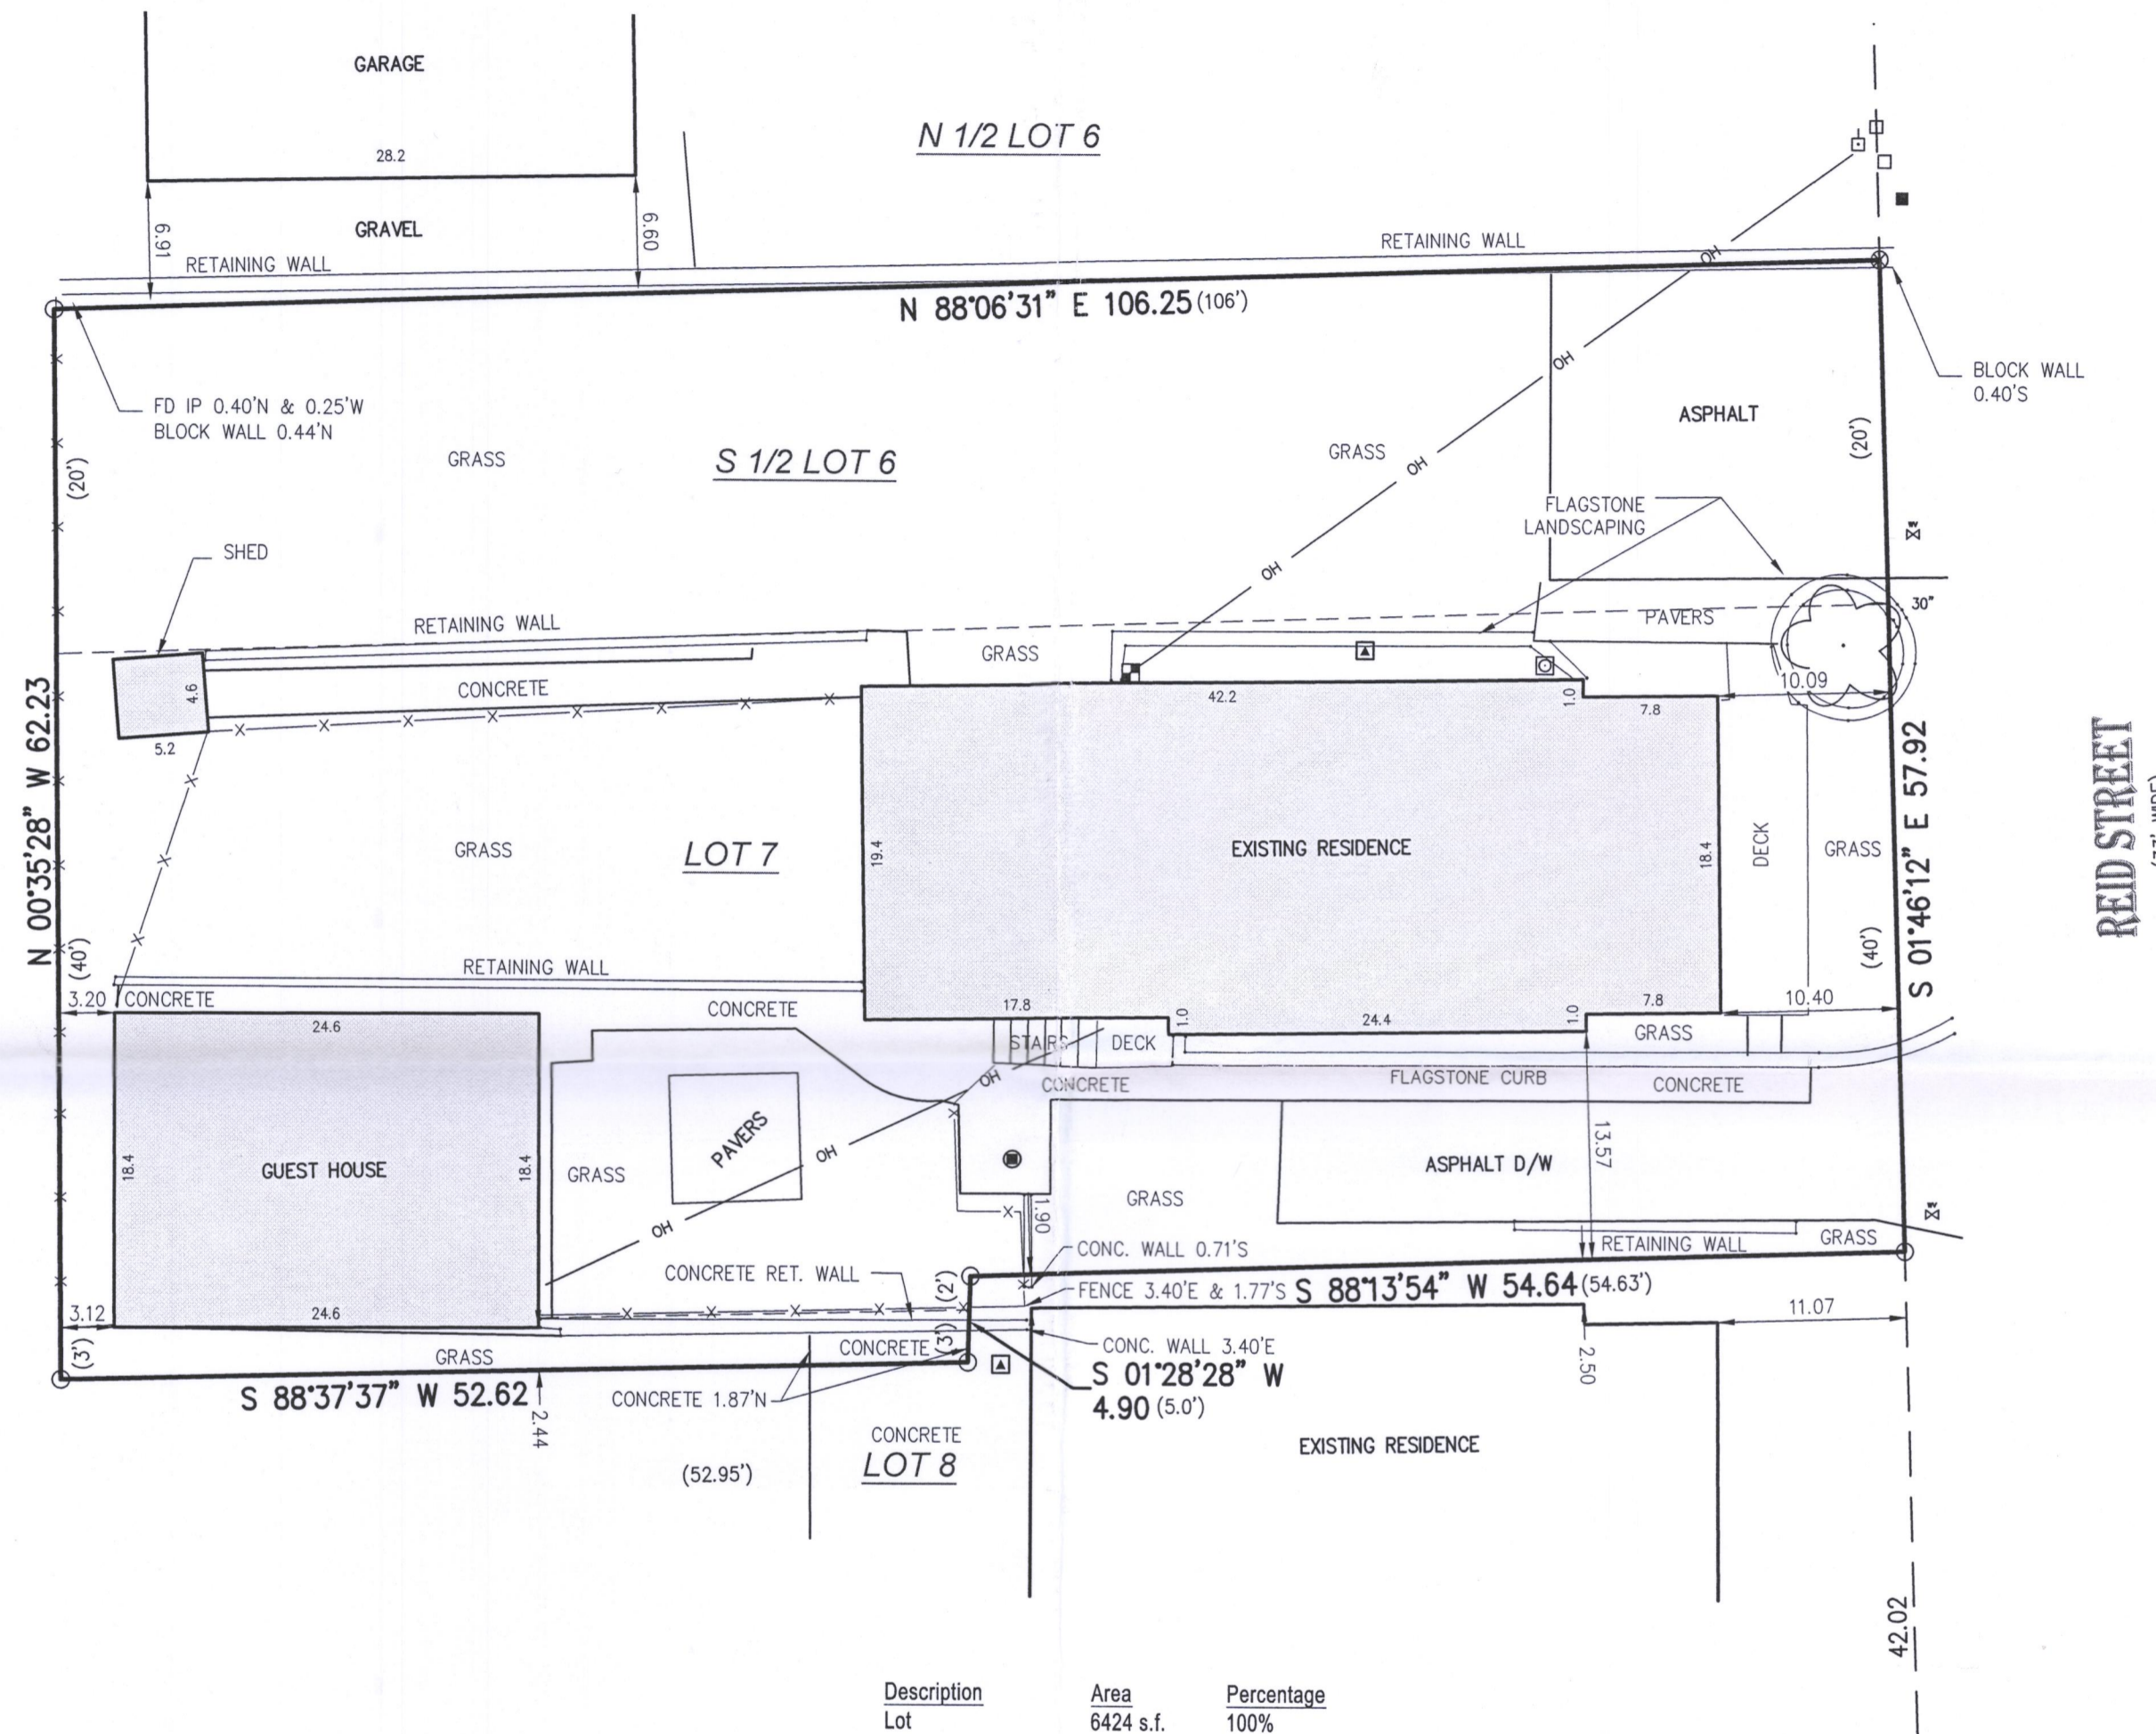 GARAGE
28.2
N 1/2 LOT 6
6.91
GRAVEL
6.60
RETAINING WALL
RETAINING WALL
OH
N 88°06'31" E 106.25 (106')
OH
BLOCK WALL
0.40'S
FD IP 0.40'N & 0.25'W
BLOCK WALL 0.44'N
ASPHALT
(20')
(20')
GRASS
S 1/2 LOT 6
GRASS
OH
FLAGSTONE
LANDSCAPING
SHED
OH
30"
RETAINING WALL
PAVERS
GRASS
CONCRETE
4.6
5.2
42.2
1.0
7.8
10.09
N 00°35'28" W 62.23
S 01°46'12" E 57.92
REID STREET
GRASS
LOT 7
19.4
EXISTING RESIDENCE
18.4
DECK
GRASS
(40')
(40')
RETAINING WALL
3.20
CONCRETE
CONCRETE
17.8
1.0
24.4
1.0
7.8
10.40
24.6
STAIRS
DECK
GRASS
OH
CONCRETE
FLAGSTONE CURB
CONCRETE
PAVERS
OH
13.57
18.4
GUEST HOUSE
18.4
GRASS
ASPHALT D/W
GRASS
1.90
OH
CONC. WALL 0.71'S
RETAINING WALL
GRASS
CONCRETE RET. WALL
(2')
FENCE 3.40'E & 1.77'S
S 88°13'54" W 54.64 (54.63')
3.12
24.6
11.07
(3')
GRASS
CONCRETE
(3')
CONC. WALL 3.40'E
2.50
S 88°37'37" W 52.62
CONCRETE 1.87'N
S 01°28'28" W
4.90 (5.0')
2.44
CONCRETE
LOT 8
(52.95')
EXISTING RESIDENCE
42.02
Description Area Percentage
Lot 6424 s.f. 100%